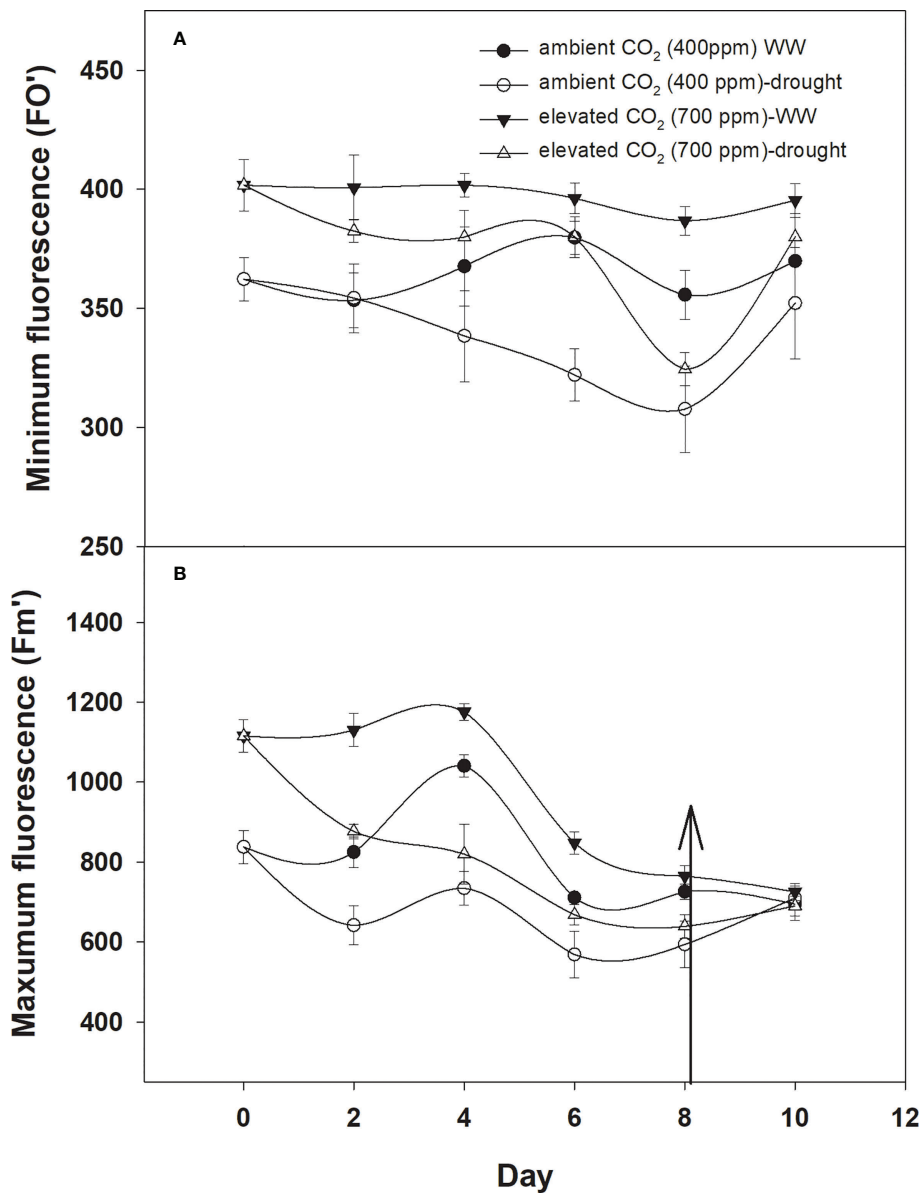 A
ambient CO₂ (400ppm) WW
ambient CO₂ (400 ppm)-drought
elevated CO₂ (700 ppm)-WW
elevated CO₂ (700 ppm)-drought
Minimum fluorescence (FO')
450
400
350
300
250
B
Maxumum fluorescence (Fm')
1400
1200
1000
800
600
400
0 2 4 6 8 10 12
Day